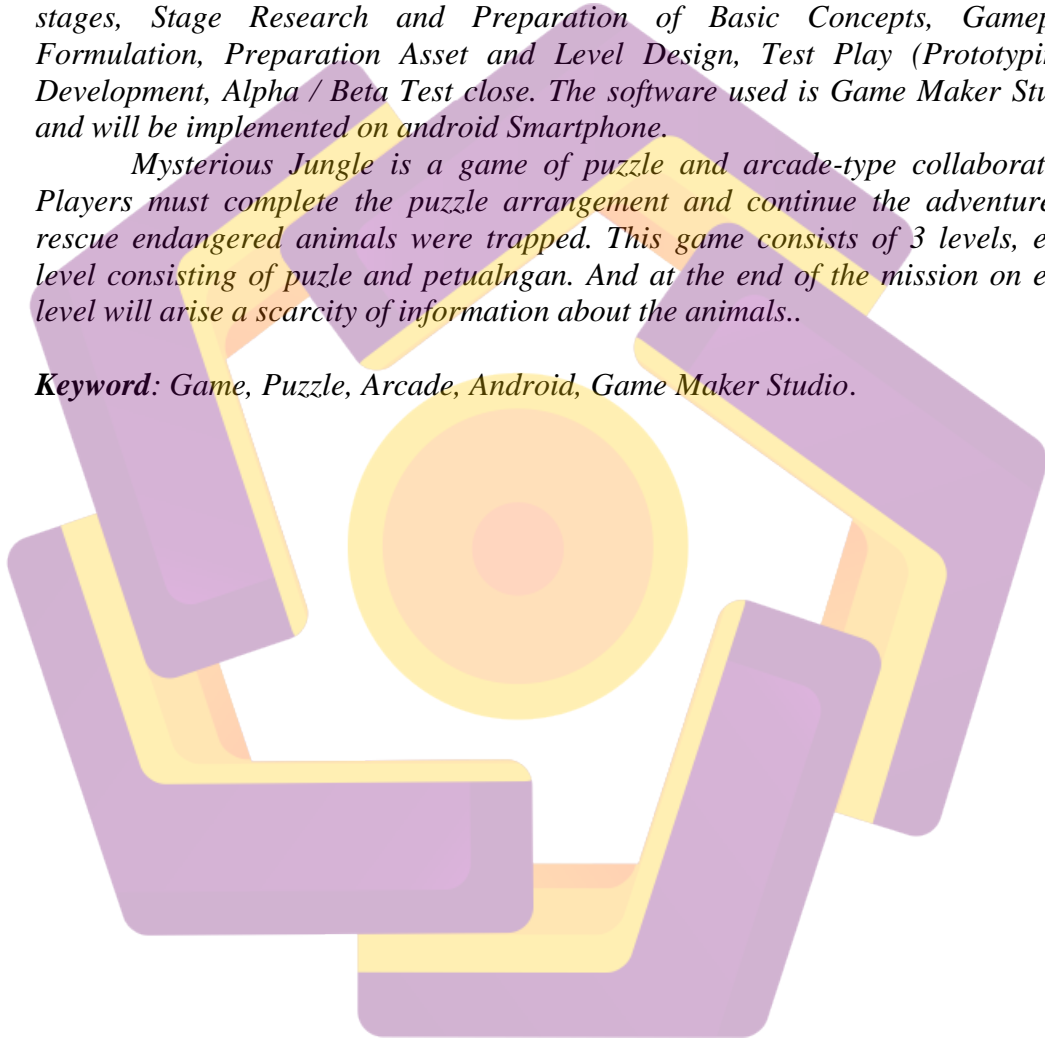 stages, Stage Research and Preparation of Basic Concepts, Gamep
Formulation, Preparation Asset and Level Design, Test Play (Prototypin
Development, Alpha / Beta Test close. The software used is Game Maker Stu
and will be implemented on android Smartphone.
Mysterious Jungle is a game of puzzle and arcade-type collaborat
Players must complete the puzzle arrangement and continue the adventure
rescue endangered animals were trapped. This game consists of 3 levels, e
level consisting of puzle and petualngan. And at the end of the mission on e
level will arise a scarcity of information about the animals..
Keyword: Game, Puzzle, Arcade, Android, Game Maker Studio.